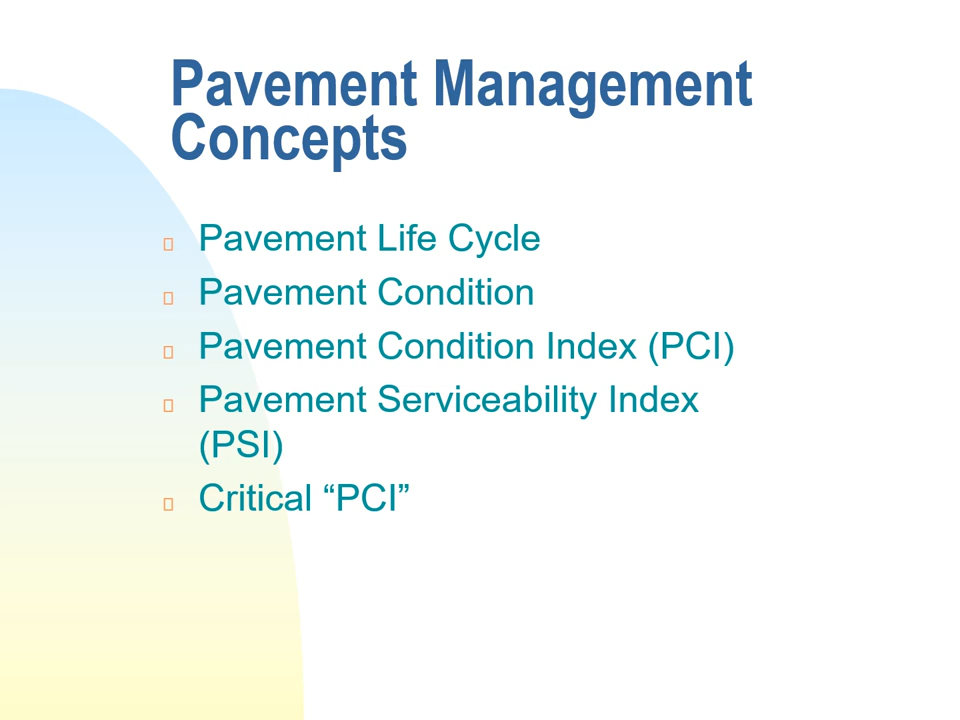 Pavement Management
Concepts
Pavement Life Cycle
Pavement Condition
Pavement Condition Index (PCI)
Pavement Serviceability Index
(PSI)
Critical “PCI”